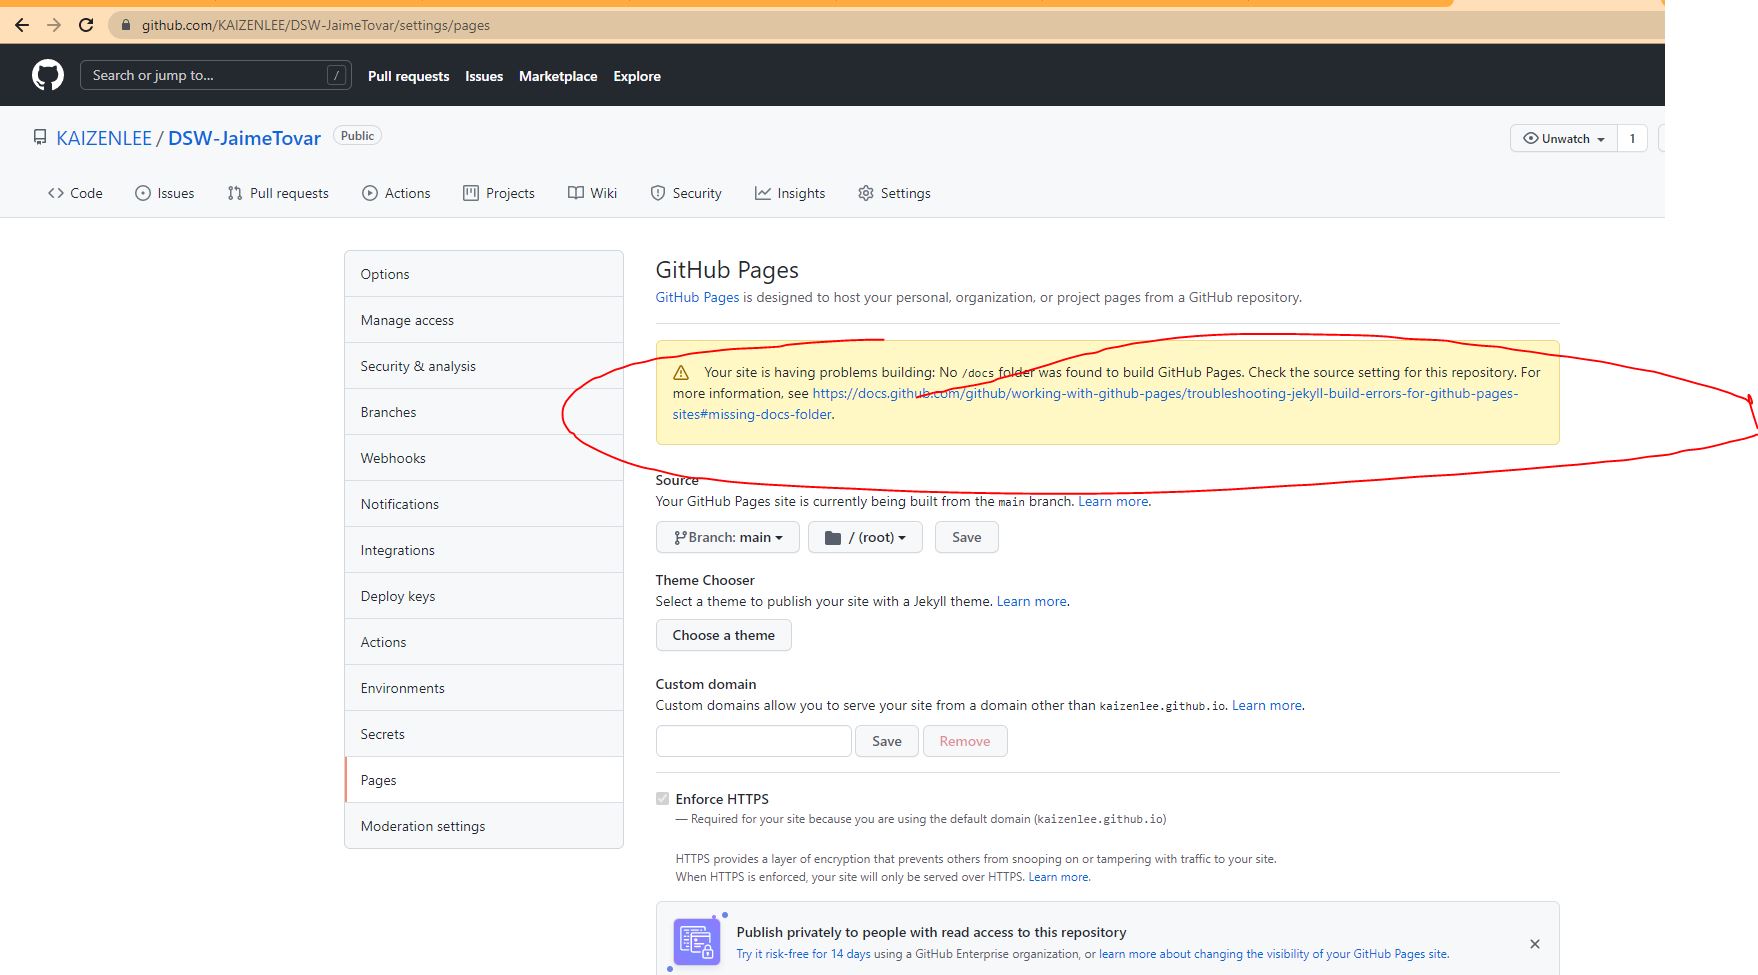 github.com/KAIZENLEE/DSW-JaimeTovar/settings/pages
Search or jump to... /
Pull requests Issues Marketplace Explore
KAIZENLEE / DSW-JaimeTovar Public
Unwatch 1
Code Issues Pull requests Actions Projects Wiki Security Insights Settings
Options
Manage access
Security & analysis
Branches
Webhooks
Notifications
Integrations
Deploy keys
Actions
Environments
Secrets
Pages
Moderation settings
GitHub Pages
GitHub Pages is designed to host your personal, organization, or project pages from a GitHub repository.
Your site is having problems building: No /docs folder was found to build GitHub Pages. Check the source setting for this repository. For
more information, see https://docs.github.com/github/working-with-github-pages/troubleshooting-jekyll-build-errors-for-github-pages-
sites#missing-docs-folder.
Source
Your GitHub Pages site is currently being built from the main branch. Learn more.
Branch: main / (root) Save
Theme Chooser
Select a theme to publish your site with a Jekyll theme. Learn more.
Choose a theme
Custom domain
Custom domains allow you to serve your site from a domain other than kaizenlee.github.io. Learn more.
Save Remove
Enforce HTTPS
— Required for your site because you are using the default domain (kaizenlee.github.io)
HTTPS provides a layer of encryption that prevents others from snooping on or tampering with traffic to your site.
When HTTPS is enforced, your site will only be served over HTTPS. Learn more.
Publish privately to people with read access to this repository
Try it risk-free for 14 days using a GitHub Enterprise organization, or learn more about changing the visibility of your GitHub Pages site.